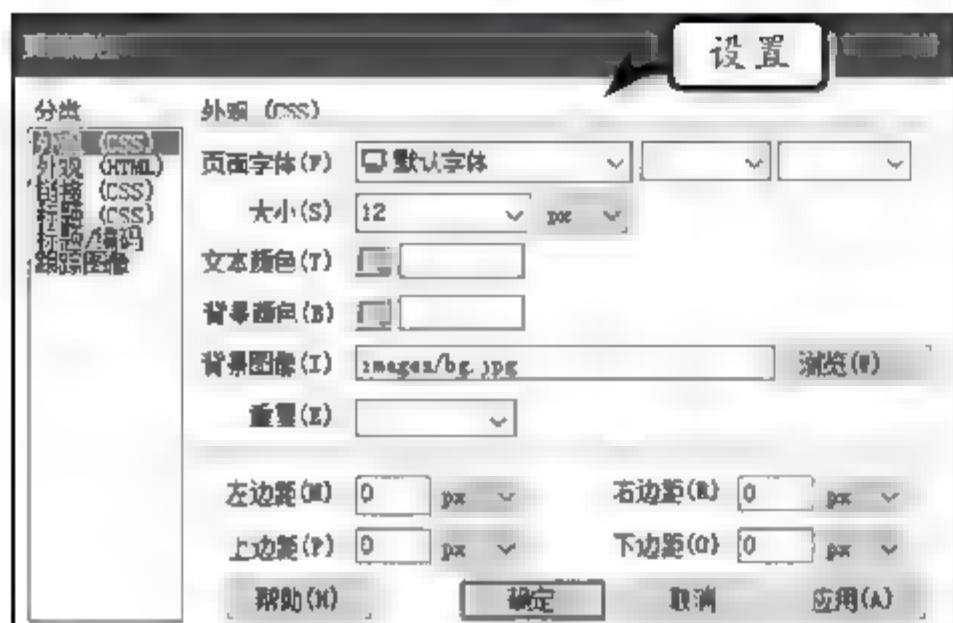 设置
分类
外观 (CSS)
外观 (CSS)
外观 (HTML)
链接 (CSS)
标题 (CSS)
标题/编码
跟踪图像
页面字体(F) 默认字体
大小(S) 12 px
文本颜色(T)
背景颜色(B)
背景图像(I) images/bg.jpg 浏览(W)
重复(E)
左边距(M) 0 px 右边距(R) 0 px
上边距(P) 0 px 下边距(O) 0 px
帮助(H) 确定 取消 应用(A)